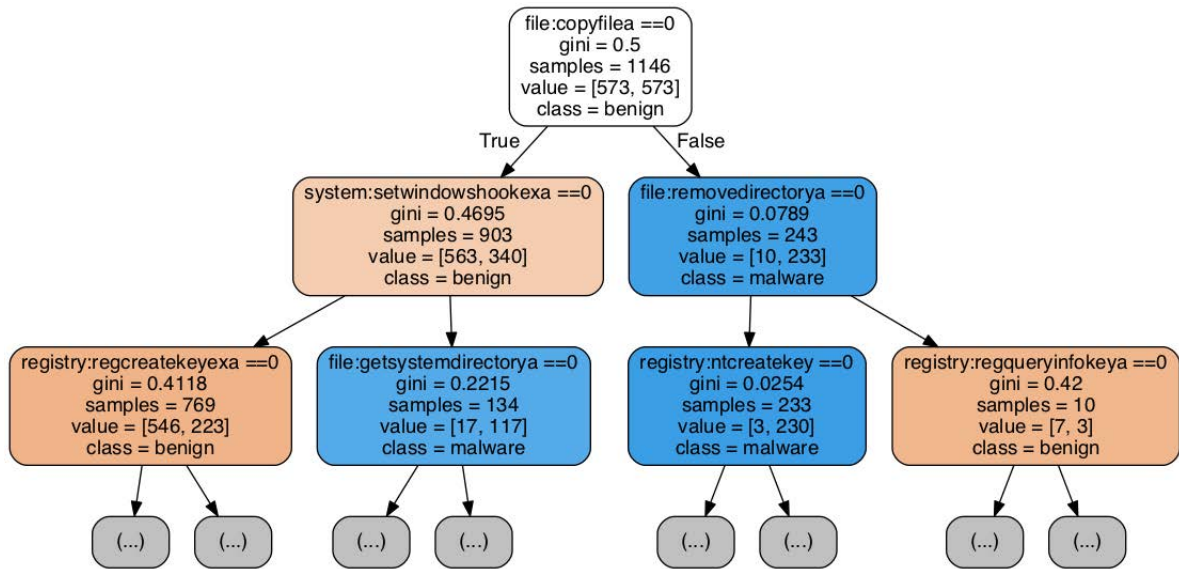 file:copyfilea ==0
gini = 0.5
samples = 1146
value = [573, 573]
class = benign
True
False
system:setwindowshookexa ==0
gini = 0.4695
samples = 903
value = [563, 340]
class = benign
file:removedirectorya ==0
gini = 0.0789
samples = 243
value = [10, 233]
class = malware
registry:regcreatekeyexa ==0
gini = 0.4118
samples = 769
value = [546, 223]
class = benign
file:getsystemdirectorya ==0
gini = 0.2215
samples = 134
value = [17, 117]
class = malware
registry:ntcreatekey ==0
gini = 0.0254
samples = 233
value = [3, 230]
class = malware
registry:regqueryinfokeya ==0
gini = 0.42
samples = 10
value = [7, 3]
class = benign
(...)
(...)
(...)
(...)
(...)
(...)
(...)
(...)